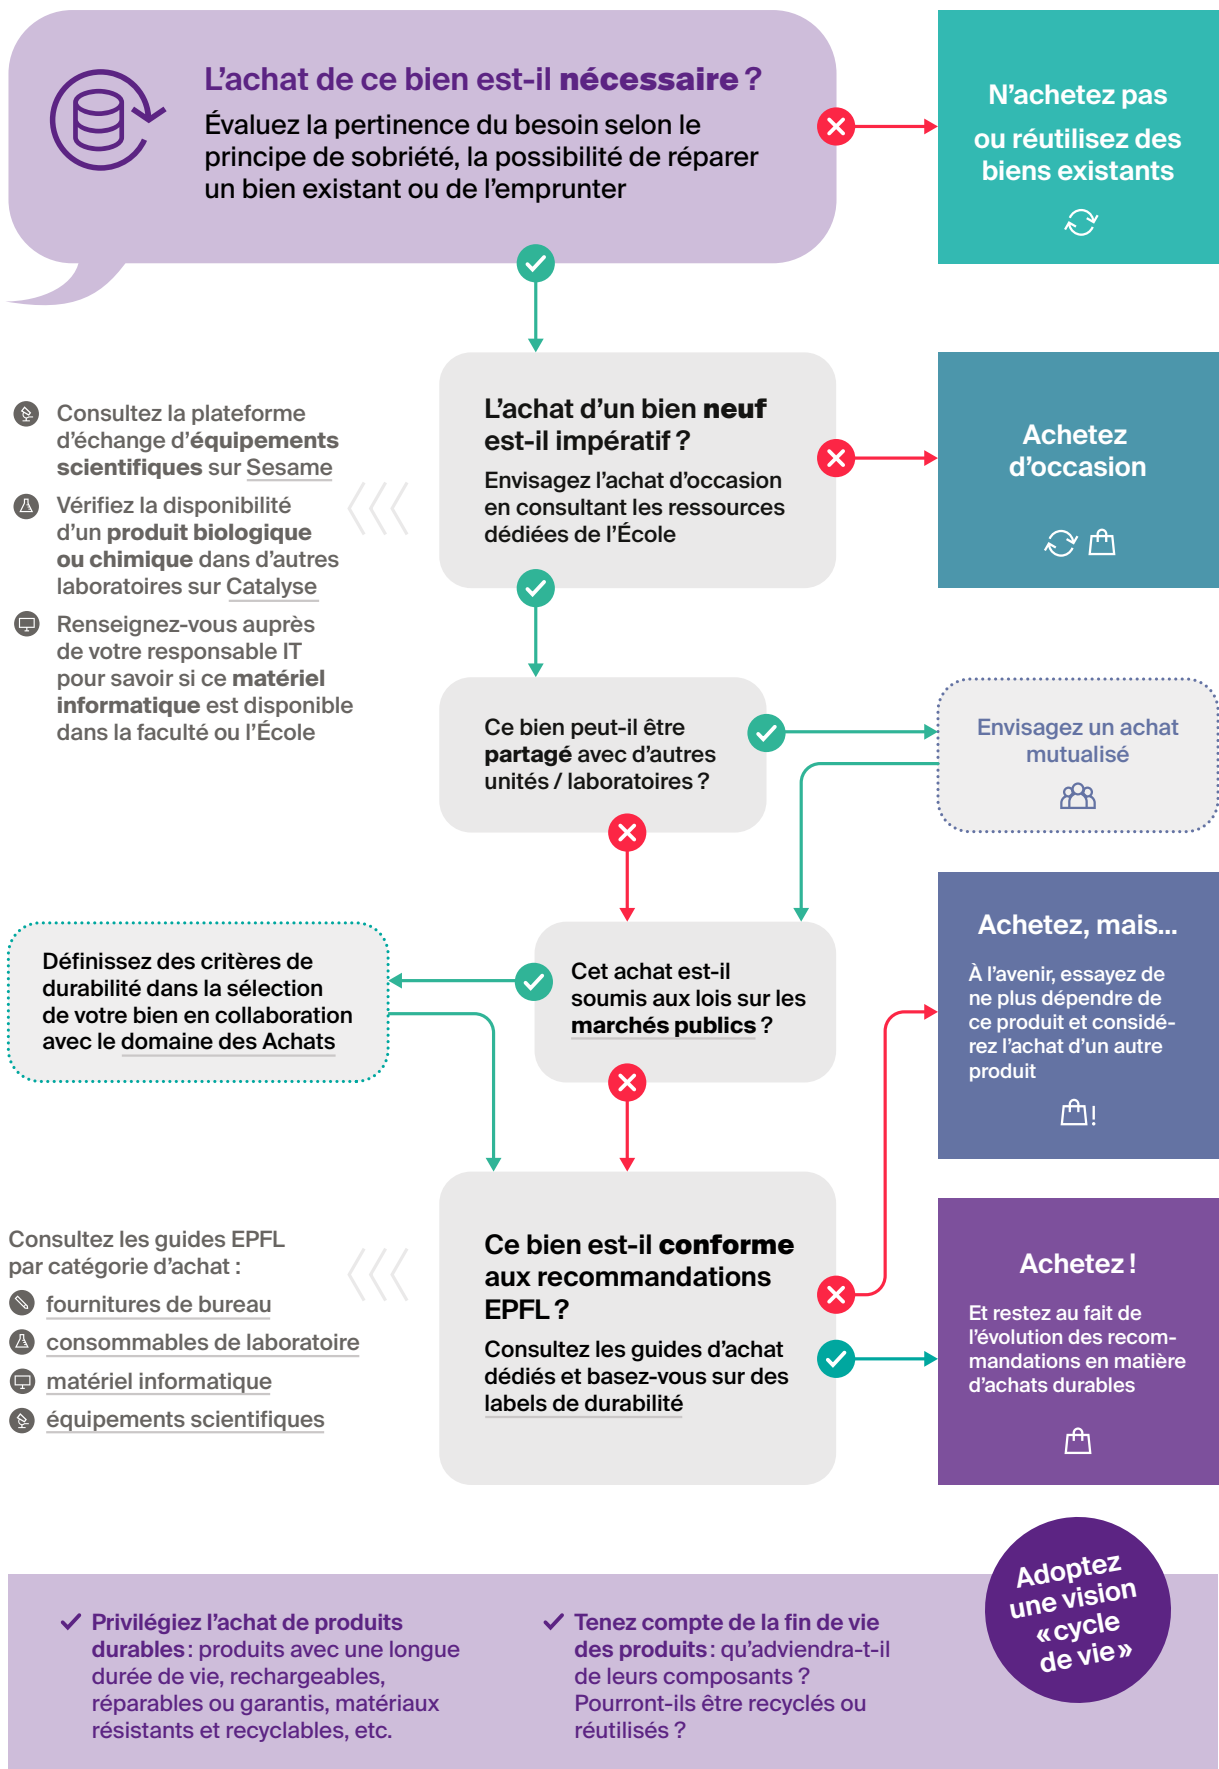 L'achat de ce bien est-il nécessaire ?
Évaluez la pertinence du besoin selon le
principe de sobriété, la possibilité de réparer
un bien existant ou de l'emprunter
N'achetez pas
ou réutilisez des
biens existants
L'achat d'un bien neuf
est-il impératif ?
Envisagez l'achat d'occasion
en consultant les ressources
dédiées de l'École
Achetez
d'occasion
Consultez la plateforme
d'échange d'équipements
scientifiques sur Sesame
Vérifiez la disponibilité
d'un produit biologique
ou chimique dans d'autres
laboratoires sur Catalyse
Renseignez-vous auprès
de votre responsable IT
pour savoir si ce matériel
informatique est disponible
dans la faculté ou l'École
Ce bien peut-il être
partagé avec d'autres
unités / laboratoires ?
Envisagez un achat
mutualisé
Cet achat est-il
soumis aux lois sur les
marchés publics ?
Définissez des critères de
durabilité dans la sélection
de votre bien en collaboration
avec le domaine des Achats
Achetez, mais...
À l'avenir, essayez de
ne plus dépendre de
ce produit et considé-
rez l'achat d'un autre
produit
Ce bien est-il conforme
aux recommandations
EPFL ?
Consultez les guides d'achat
dédiés et basez-vous sur des
labels de durabilité
Consultez les guides EPFL
par catégorie d'achat :
fournitures de bureau
consommables de laboratoire
matériel informatique
équipements scientifiques
Achetez !
Et restez au fait de
l'évolution des recom-
mandations en matière
d'achats durables
Adoptez
une vision
«cycle
de vie»
Privilégiez l'achat de produits
durables : produits avec une longue
durée de vie, rechargeables,
réparables ou garantis, matériaux
résistants et recyclables, etc.
Tenez compte de la fin de vie
des produits : qu'adviendra-t-il
de leurs composants ?
Pourront-ils être recyclés ou
réutilisés ?